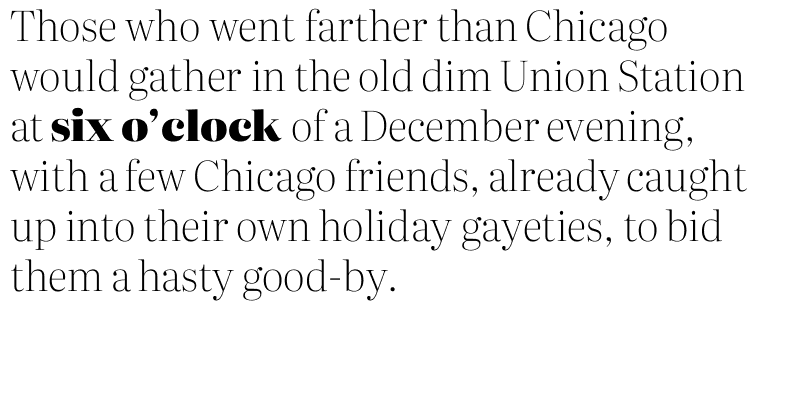 Those who went farther than Chicago
would gather in the old dim Union Station
at six o’clock of a December evening,
with a few Chicago friends, already caught
up into their own holiday gayeties, to bid
them a hasty good-by.